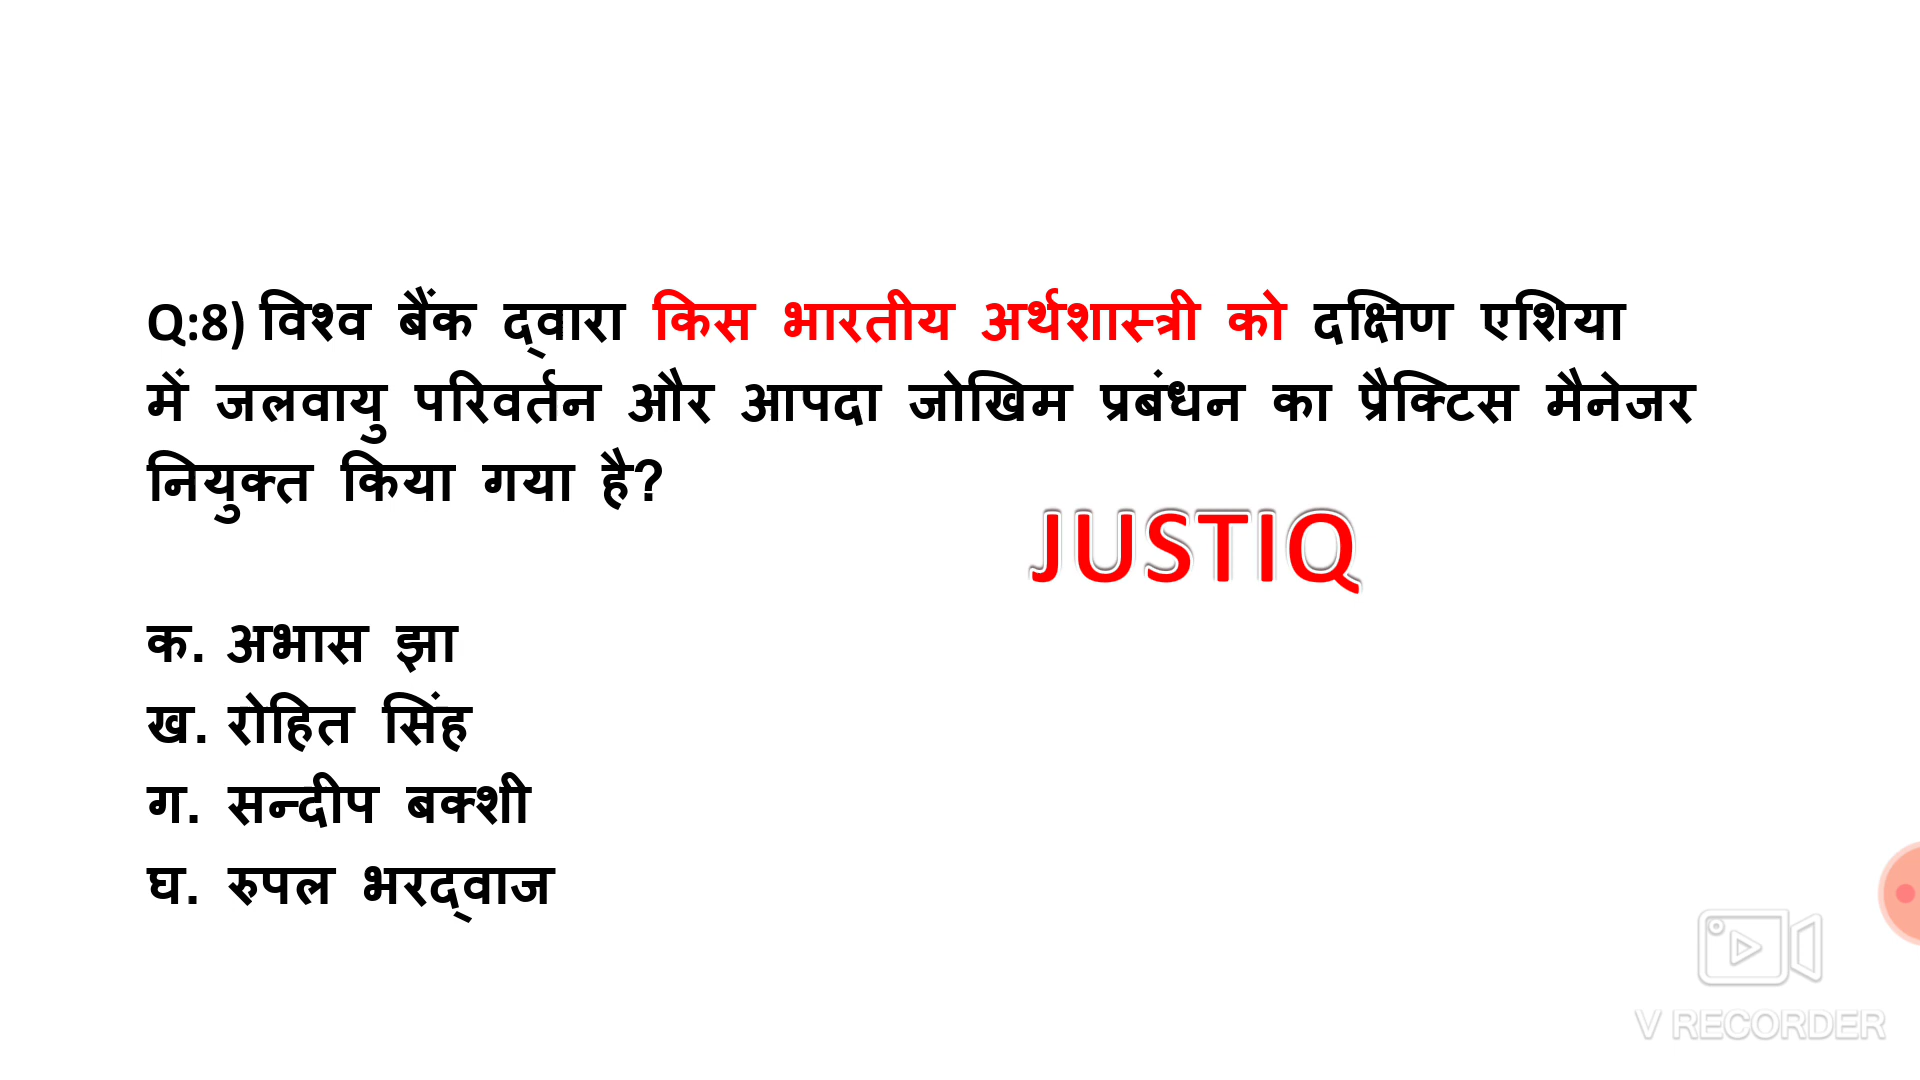 Q:8) विश्व बैंक द्वारा किस भारतीय अर्थशास्त्री को दक्षिण एशिया
में जलवायु परिवर्तन और आपदा जोखिम प्रबंधन का प्रैक्टिस मैनेजर
नियुक्त किया गया है?
JUSTIQ
क. अभास झा
ख. रोहित सिंह
ग. सन्दीप बक्शी
घ. रुपल भरद्वाज
V RECORDER